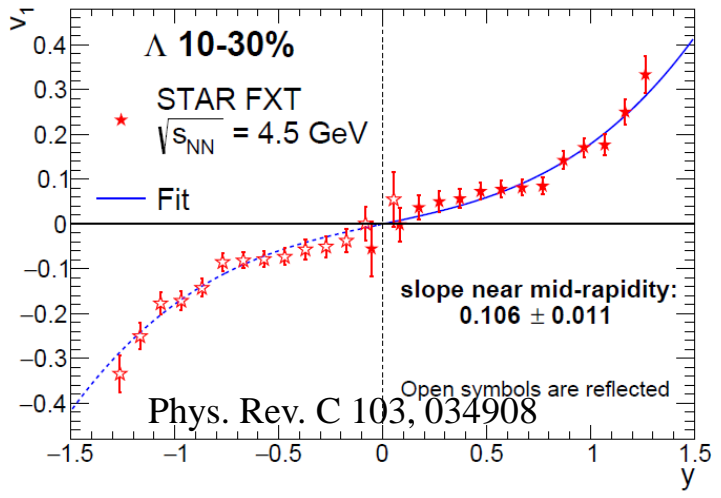 v₁
Λ 10-30%
STAR FXT
√sNN = 4.5 GeV
Fit
slope near mid-rapidity:
0.106 ± 0.011
Open symbols are reflected
Phys. Rev. C 103, 034908
0.4
0.3
0.2
0.1
0
−0.1
−0.2
−0.3
−0.4
−1.5 −1 −0.5 0 0.5 1 1.5
y